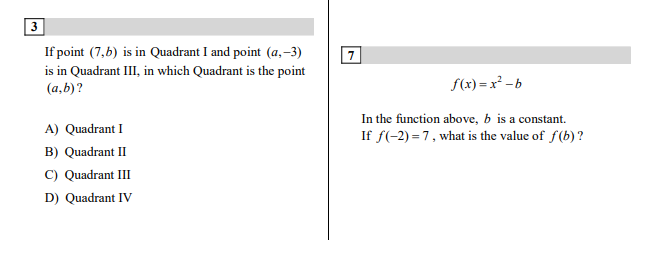 3
If point (7,b) is in Quadrant I and point (a,−3)
is in Quadrant III, in which Quadrant is the point
(a,b)?
A) Quadrant I
B) Quadrant II
C) Quadrant III
D) Quadrant IV
7
f(x) = x² − b
In the function above, b is a constant.
If f(−2) = 7, what is the value of f(b)?